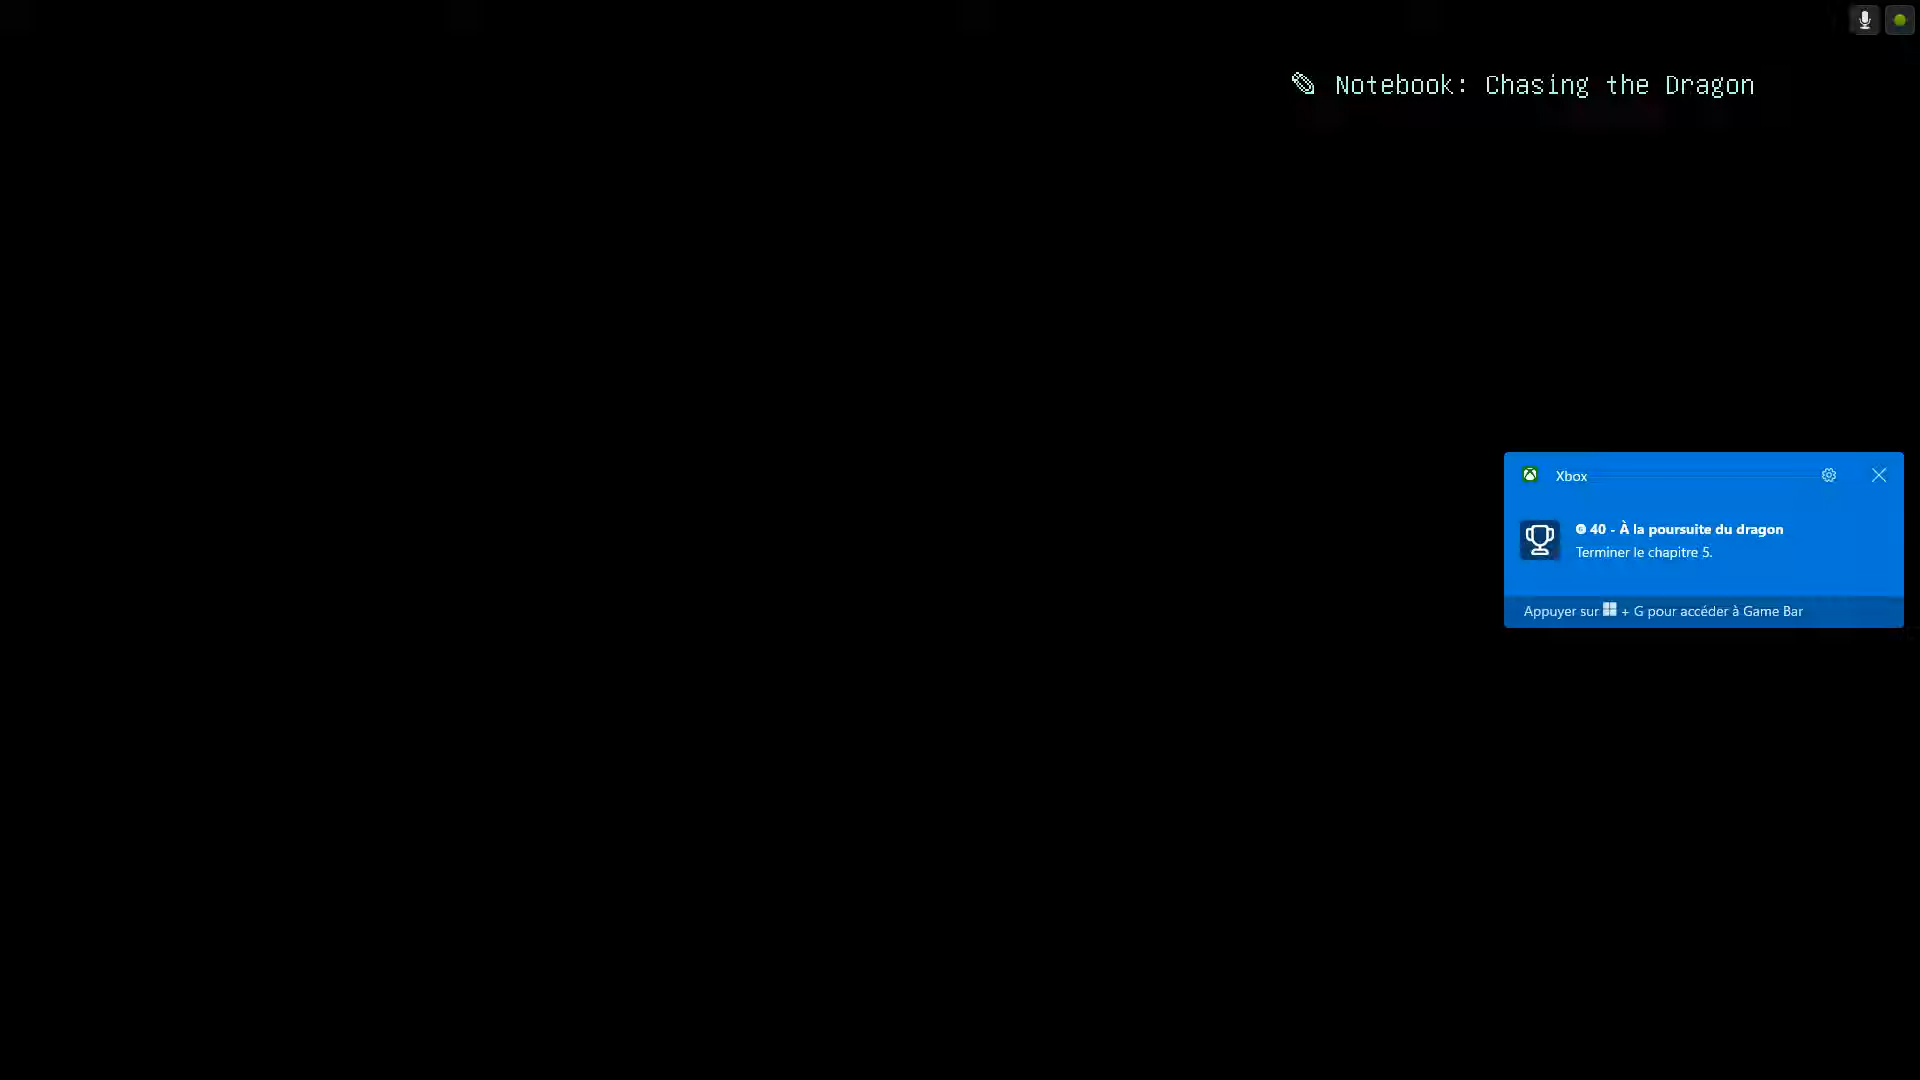 Notebook: Chasing the Dragon
Xbox
G 40 - À la poursuite du dragon
Terminer le chapitre 5.
Appuyer sur + G pour accéder à Game Bar